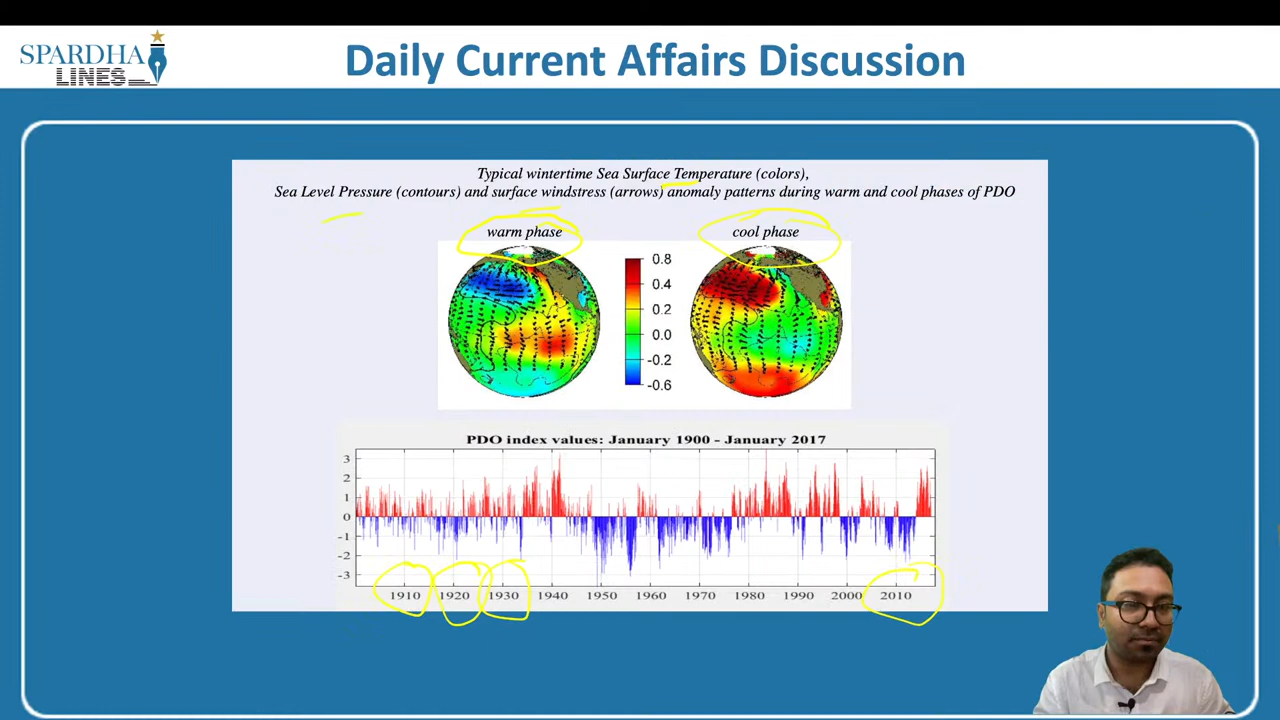 SPARDHA
LINES
Daily Current Affairs Discussion
Typical wintertime Sea Surface Temperature (colors),
Sea Level Pressure (contours) and surface windstress (arrows) anomaly patterns during warm and cool phases of PDO
warm phase
cool phase
0.8
0.4
0.2
0.0
-0.2
-0.6
PDO index values: January 1900 - January 2017
3
2
1
0
-1
-2
-3
1910 1920 1930 1940 1950 1960 1970 1980 1990 2000 2010